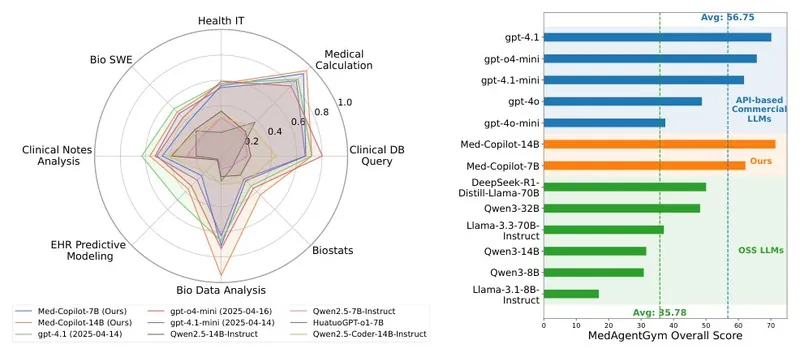 Health IT
Bio SWE
Medical
Calculation
1.0
0.8
0.6
0.4
0.2
Clinical Notes
Analysis
Clinical DB
Query
EHR Predictive
Modeling
Biostats
Bio Data Analysis
Med-Copilot-7B (Ours)
Med-Copilot-14B (Ours)
gpt-4.1 (2025-04-14)
gpt-o4-mini (2025-04-16)
gpt-4.1-mini (2025-04-14)
Qwen2.5-14B-Instruct
Qwen2.5-7B-Instruct
HuatuoGPT-o1-7B
Qwen2.5-Coder-14B-Instruct
Avg: 56.75
gpt-4.1
gpt-o4-mini
gpt-4.1-mini
gpt-4o
gpt-4o-mini
API-based
Commercial
LLMs
Med-Copilot-14B
Med-Copilot-7B
Ours
DeepSeek-R1-
Distill-Llama-70B
Qwen3-32B
Llama-3.3-70B-
Instruct
Qwen3-14B
Qwen3-8B
Llama-3.1-8B-
Instruct
OSS LLMs
Avg: 35.78
0 10 20 30 40 50 60 70
MedAgentGym Overall Score